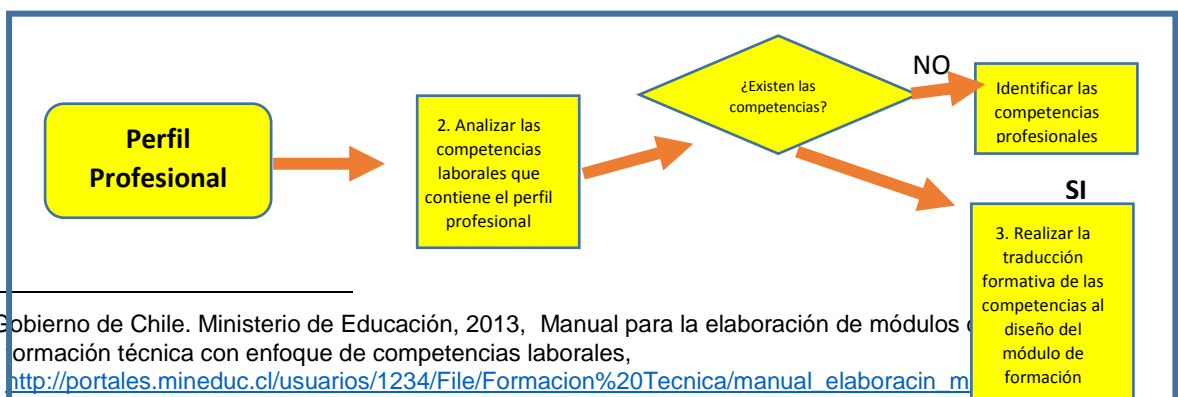 Perfil
Profesional
2. Analizar las
competencias
laborales que
contiene el perfil
profesional
¿Existen las
competencias?
NO
Identificar las
competencias
profesionales
SI
3. Realizar la
traducción
formativa de las
competencias al
diseño del
módulo de
formación
Gobierno de Chile. Ministerio de Educación, 2013, Manual para la elaboración de módulos
formación técnica con enfoque de competencias laborales,
http://portales.mineduc.cl/usuarios/1234/File/Formacion%20Tecnica/manual_elaboracin_m